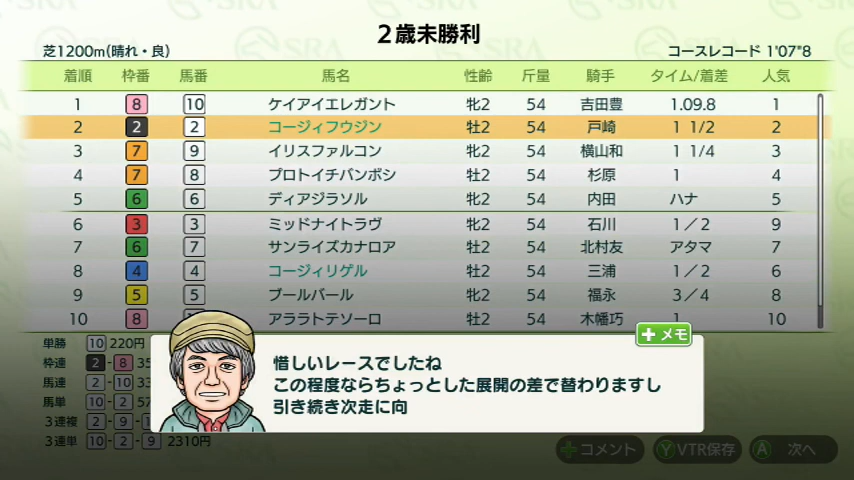 2歳未勝利
芝1200m(晴れ・良)
コースレコード 1'07"8
着順 枠番 馬番 馬名 性齢 斤量 騎手 タイム/着差 人気
1 8 10 ケイアイエレガント 牝2 54 吉田豊 1.09.8 1
2 2 2 コージィフウジン 牡2 54 戸崎 1 1/2 2
3 7 9 イリスファルコン 牝2 54 横山和 1 1/4 3
4 7 8 プロトイチバンボシ 牡2 54 杉原 1 4
5 6 6 ディアジラソル 牝2 54 内田 ハナ 5
6 3 3 ミッドナイトラヴ 牝2 54 石川 1/2 9
7 6 7 サンライズカナロア 牡2 54 北村友 アタマ 7
8 4 4 コージィリゲル 牡2 54 三浦 1/2 6
9 5 5 ブールバール 牝2 54 福永 3/4 8
10 8 アララトテソーロ 牡2 54 木幡巧 1 10
単勝 10 220円
枠連 2-8
馬連 2-10
馬単 10-2
3連複 2-9-
3連単 10-2-9 2310円
メモ
惜しいレースでしたね
この程度ならちょっとした展開の差で替わりますし
引き続き次走に向
コメント
Y VTR保存
A 次へ